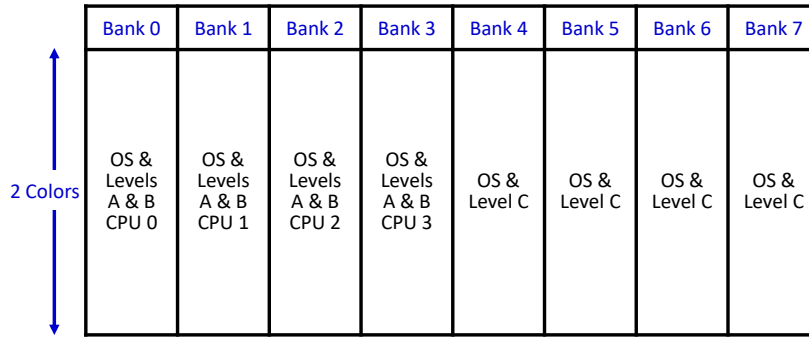 Bank 0
Bank 1
Bank 2
Bank 3
Bank 4
Bank 5
Bank 6
Bank 7
2 Colors
OS &
Levels
A & B
CPU 0
OS &
Levels
A & B
CPU 1
OS &
Levels
A & B
CPU 2
OS &
Levels
A & B
CPU 3
OS &
Level C
OS &
Level C
OS &
Level C
OS &
Level C